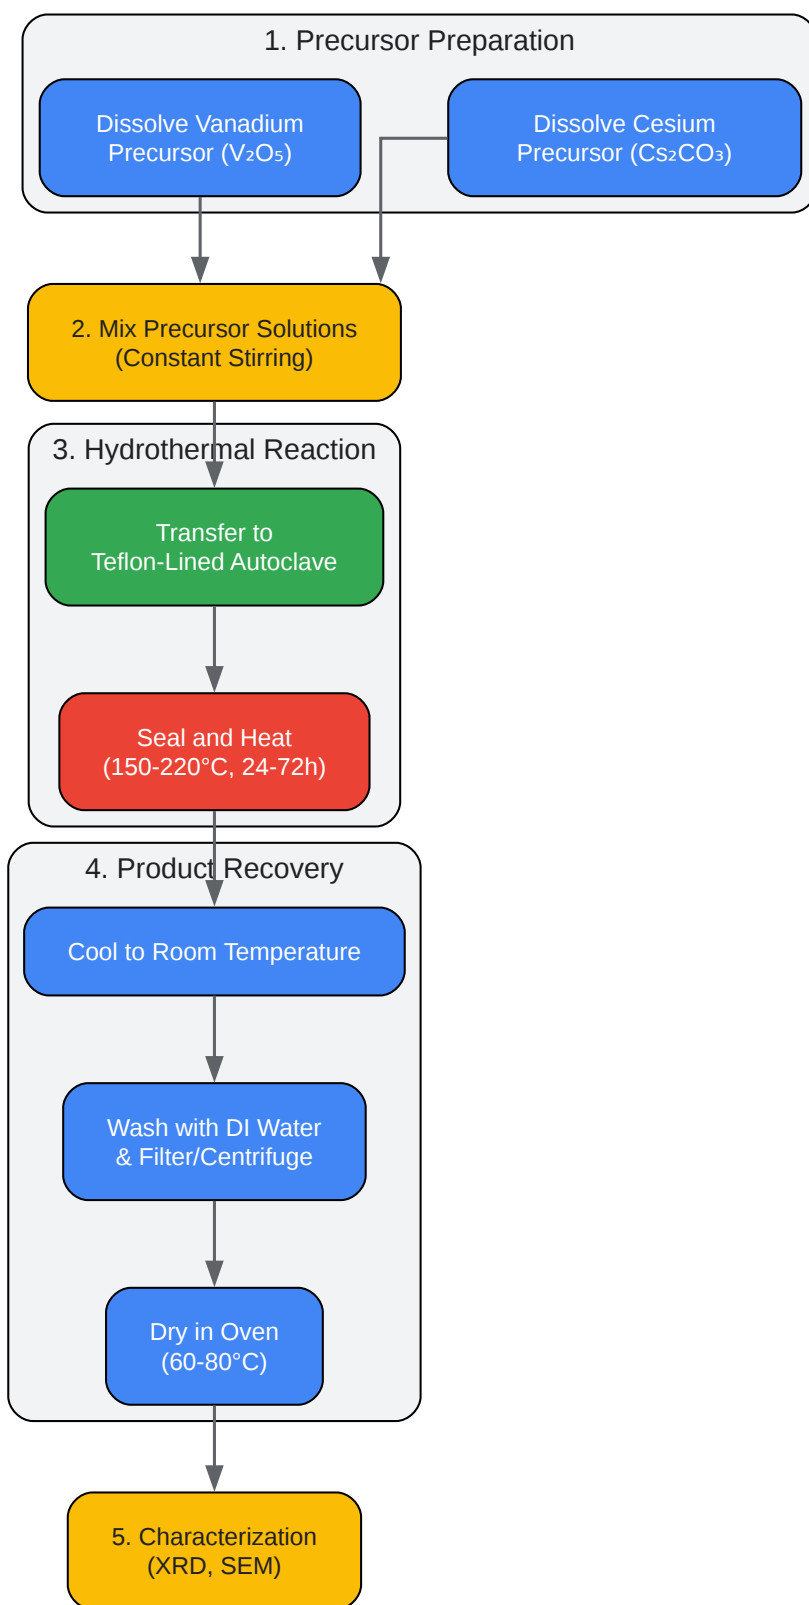 1. Precursor Preparation
Dissolve Vanadium
Precursor (V₂O₅)
Dissolve Cesium
Precursor (Cs₂CO₃)
2. Mix Precursor Solutions
(Constant Stirring)
3. Hydrothermal Reaction
Transfer to
Teflon-Lined Autoclave
Seal and Heat
(150-220°C, 24-72h)
4. Product Recovery
Cool to Room Temperature
Wash with DI Water
& Filter/Centrifuge
Dry in Oven
(60-80°C)
5. Characterization
(XRD, SEM)